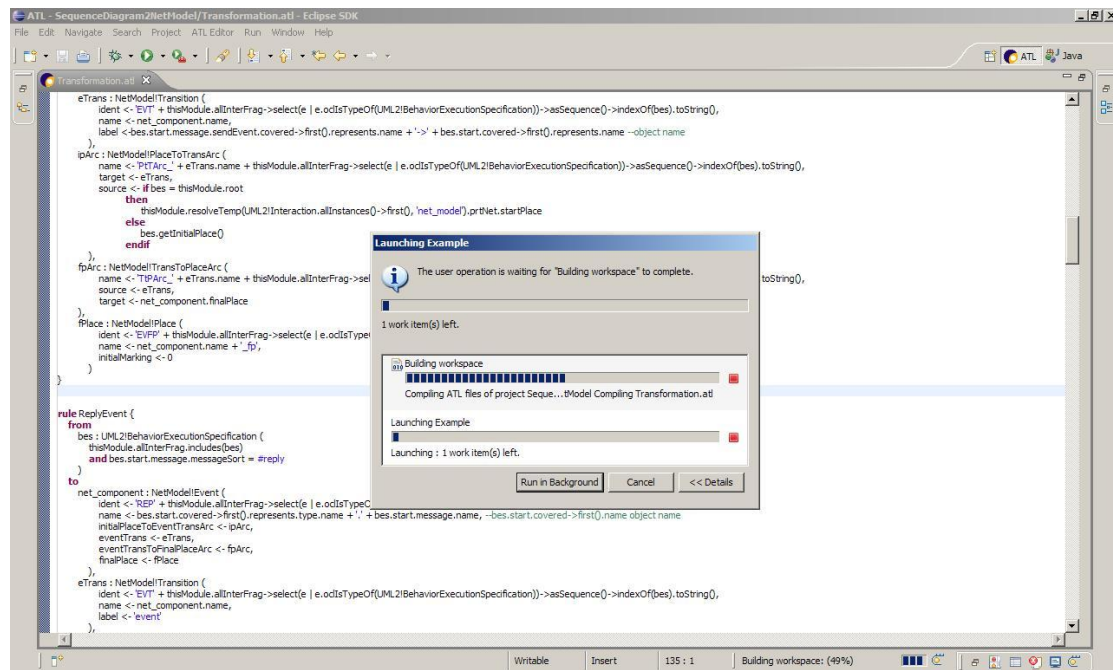 ATL - SequenceDiagram2NetModel/Transformation.atl - Eclipse SDK
File Edit Navigate Search Project ATL Editor Run Window Help
ATL Java
Transformation.atl
eTrans : NetModel!Transition (
ident <- 'EVT' + thisModule.allInterFrag->select(e | e.oclIsTypeOf(UML2!BehaviorExecutionSpecification))->asSequence()->indexOf(bes).toString(),
name <- net_component.name,
label <-bes.start.message.sendEvent.covered->first().represents.name +'->' + bes.start.covered->first().represents.name --object name
),
ipArc : NetModel!PlaceToTransArc (
name <- 'PtTArc_' + eTrans.name + thisModule.allInterFrag->select(e | e.oclIsTypeOf(UML2!BehaviorExecutionSpecification))->asSequence()->indexOf(bes).toString(),
target <- eTrans,
source <- if bes = thisModule.root
then
thisModule.resolveTemp(UML2!Interaction.allInstances()->first(), 'net_model').prtNet.startPlace
else
bes.getInitialPlace()
endif
),
fpArc : NetModel!TransToPlaceArc (
name <- 'TtPArc_' + eTrans.name + thisModule.allInterFrag->sel toString(),
source <- eTrans,
target <- net_component.finalPlace
),
fPlace : NetModel!Place (
ident <- 'EVFP' + thisModule.allInterFrag->select(e | e.oclIsType
name <- net_component.name + '_fp',
initialMarking <- 0
)
}
rule ReplyEvent {
from
bes : UML2!BehaviorExecutionSpecification (
thisModule.allInterFrag.includes(bes)
and bes.start.message.messageSort = #reply
)
to
net_component : NetModel!Event (
ident <- 'REP' + thisModule.allInterFrag->select(e | e.oclIsTypeO
name <- bes.start.covered->first().represents.type.name + '.' + bes.start.message.name, --bes.start.covered->first().name object name
initialPlaceToEventTransArc <- ipArc,
eventTrans <- eTrans,
eventTransToFinalPlaceArc <- fpArc,
finalPlace <- fPlace
),
eTrans : NetModel!Transition (
ident <- 'EVT' + thisModule.allInterFrag->select(e | e.oclIsTypeOf(UML2!BehaviorExecutionSpecification))->asSequence()->indexOf(bes).toString(),
name <- net_component.name,
label <- 'event'
),
Launching Example
The user operation is waiting for "Building workspace" to complete.
1 work item(s) left.
Building workspace
Compiling ATL files of project Seque...tModel Compiling Transformation.atl
Launching Example
Launching : 1 work item(s) left.
Run in Background Cancel << Details
Writable Insert 135 : 1 Building workspace: (49%)